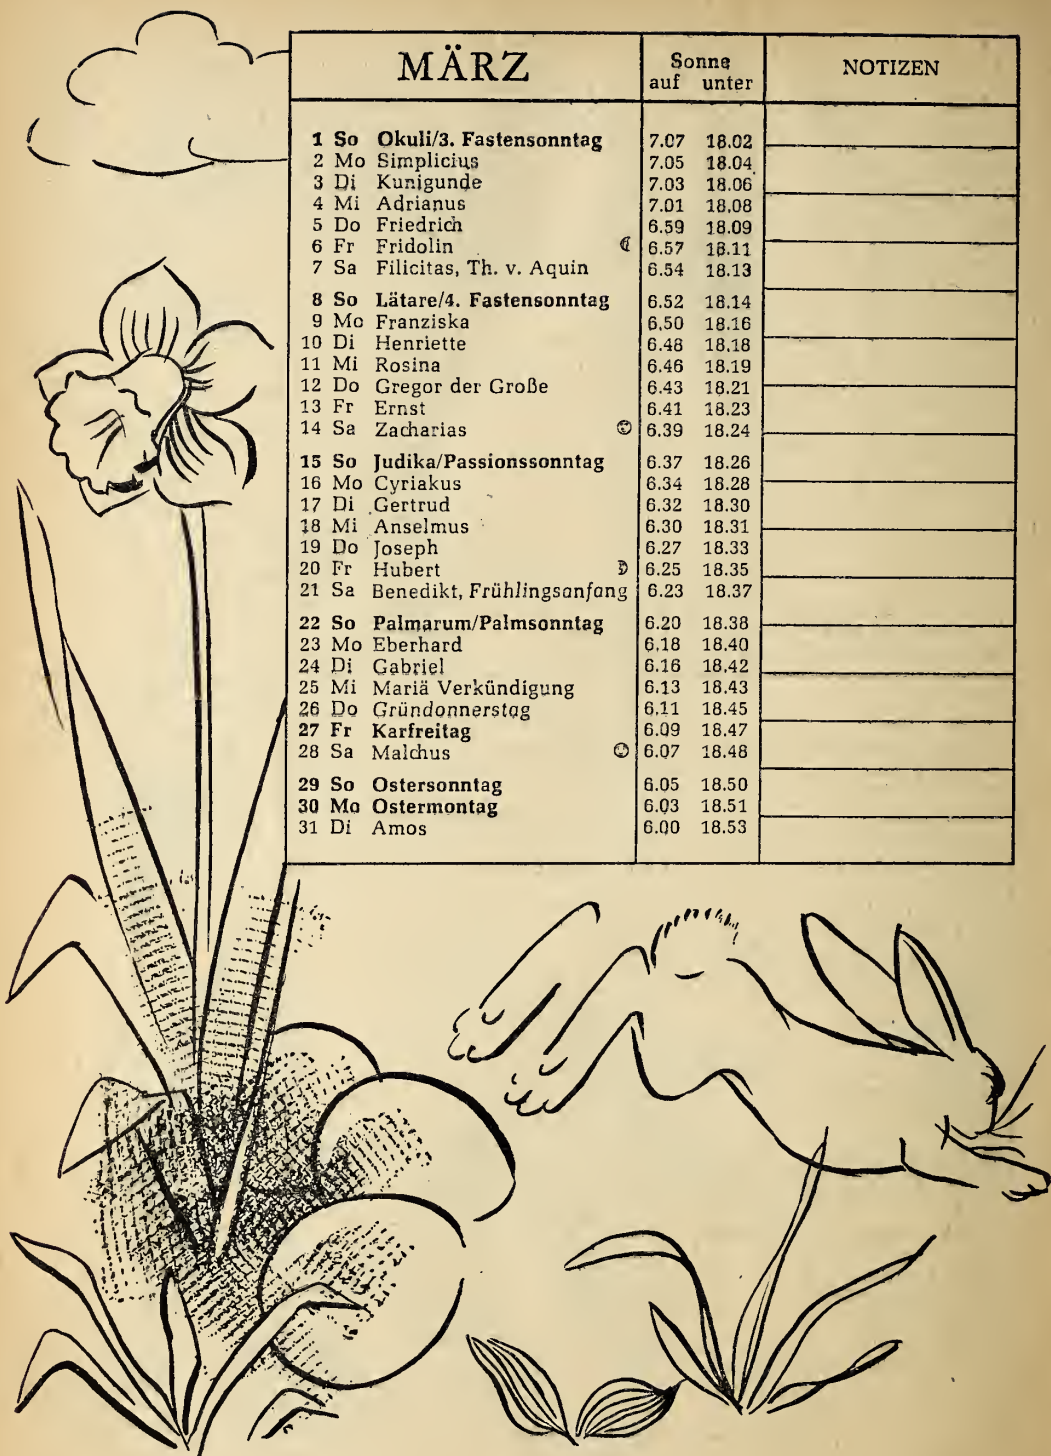 MÄRZ Sonne NOTIZEN
auf unter
1 So Okuli/3. Fastensonntag 7.07 18.02
2 Mo Simplicius 7.05 18.04
3 Di Kunigunde 7.03 18.06
4 Mi Adrianus 7.01 18.08
5 Do Friedrich 6.59 18.09
6 Fr Fridolin ☾ 6.57 18.11
7 Sa Filicitas, Th. v. Aquin 6.54 18.13
8 So Lätare/4. Fastensonntag 6.52 18.14
9 Mo Franziska 6.50 18.16
10 Di Henriette 6.48 18.18
11 Mi Rosina 6.46 18.19
12 Do Gregor der Große 6.43 18.21
13 Fr Ernst 6.41 18.23
14 Sa Zacharias 6.39 18.24
15 So Judika/Passionssonntag 6.37 18.26
16 Mo Cyriakus 6.34 18.28
17 Di Gertrud 6.32 18.30
18 Mi Anselmus 6.30 18.31
19 Do Joseph 6.27 18.33
20 Fr Hubert ☽ 6.25 18.35
21 Sa Benedikt, Frühlingsanfang 6.23 18.37
22 So Palmarum/Palmsonntag 6.20 18.38
23 Mo Eberhard 6.18 18.40
24 Di Gabriel 6.16 18.42
25 Mi Mariä Verkündigung 6.13 18.43
26 Do Gründonnerstag 6.11 18.45
27 Fr Karfreitag 6.09 18.47
28 Sa Malchus 6.07 18.48
29 So Ostersonntag 6.05 18.50
30 Mo Ostermontag 6.03 18.51
31 Di Amos 6.00 18.53